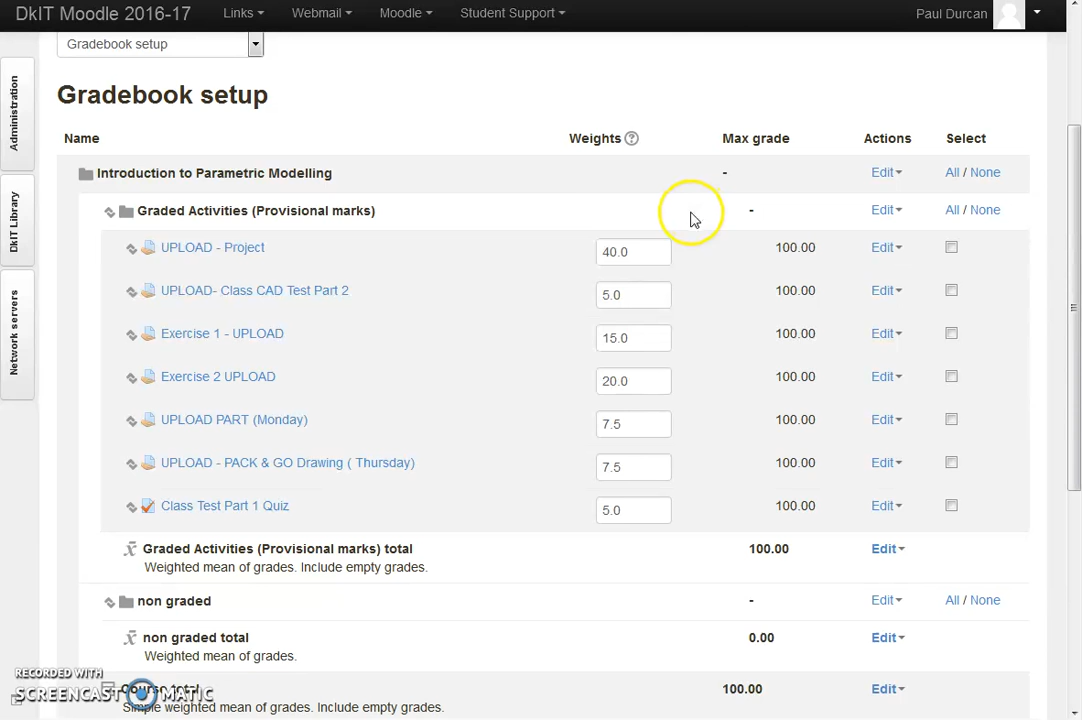 DkIT Moodle 2016-17 Links Webmail Moodle Student Support Paul Durcan
Gradebook setup
Administration
DkIT Library
Network servers
Gradebook setup
Name Weights ? Max grade Actions Select
Introduction to Parametric Modelling - Edit All / None
Graded Activities (Provisional marks) - Edit All / None
UPLOAD - Project 40.0 100.00 Edit
UPLOAD- Class CAD Test Part 2 5.0 100.00 Edit
Exercise 1 - UPLOAD 15.0 100.00 Edit
Exercise 2 UPLOAD 20.0 100.00 Edit
UPLOAD PART (Monday) 7.5 100.00 Edit
UPLOAD - PACK & GO Drawing ( Thursday) 7.5 100.00 Edit
Class Test Part 1 Quiz 5.0 100.00 Edit
Graded Activities (Provisional marks) total 100.00 Edit
Weighted mean of grades. Include empty grades.
non graded - Edit All / None
non graded total 0.00 Edit
Weighted mean of grades.
RECORDED WITH
SCREENCAST MATIC
Course total 100.00 Edit
Simple weighted mean of grades. Include empty grades.